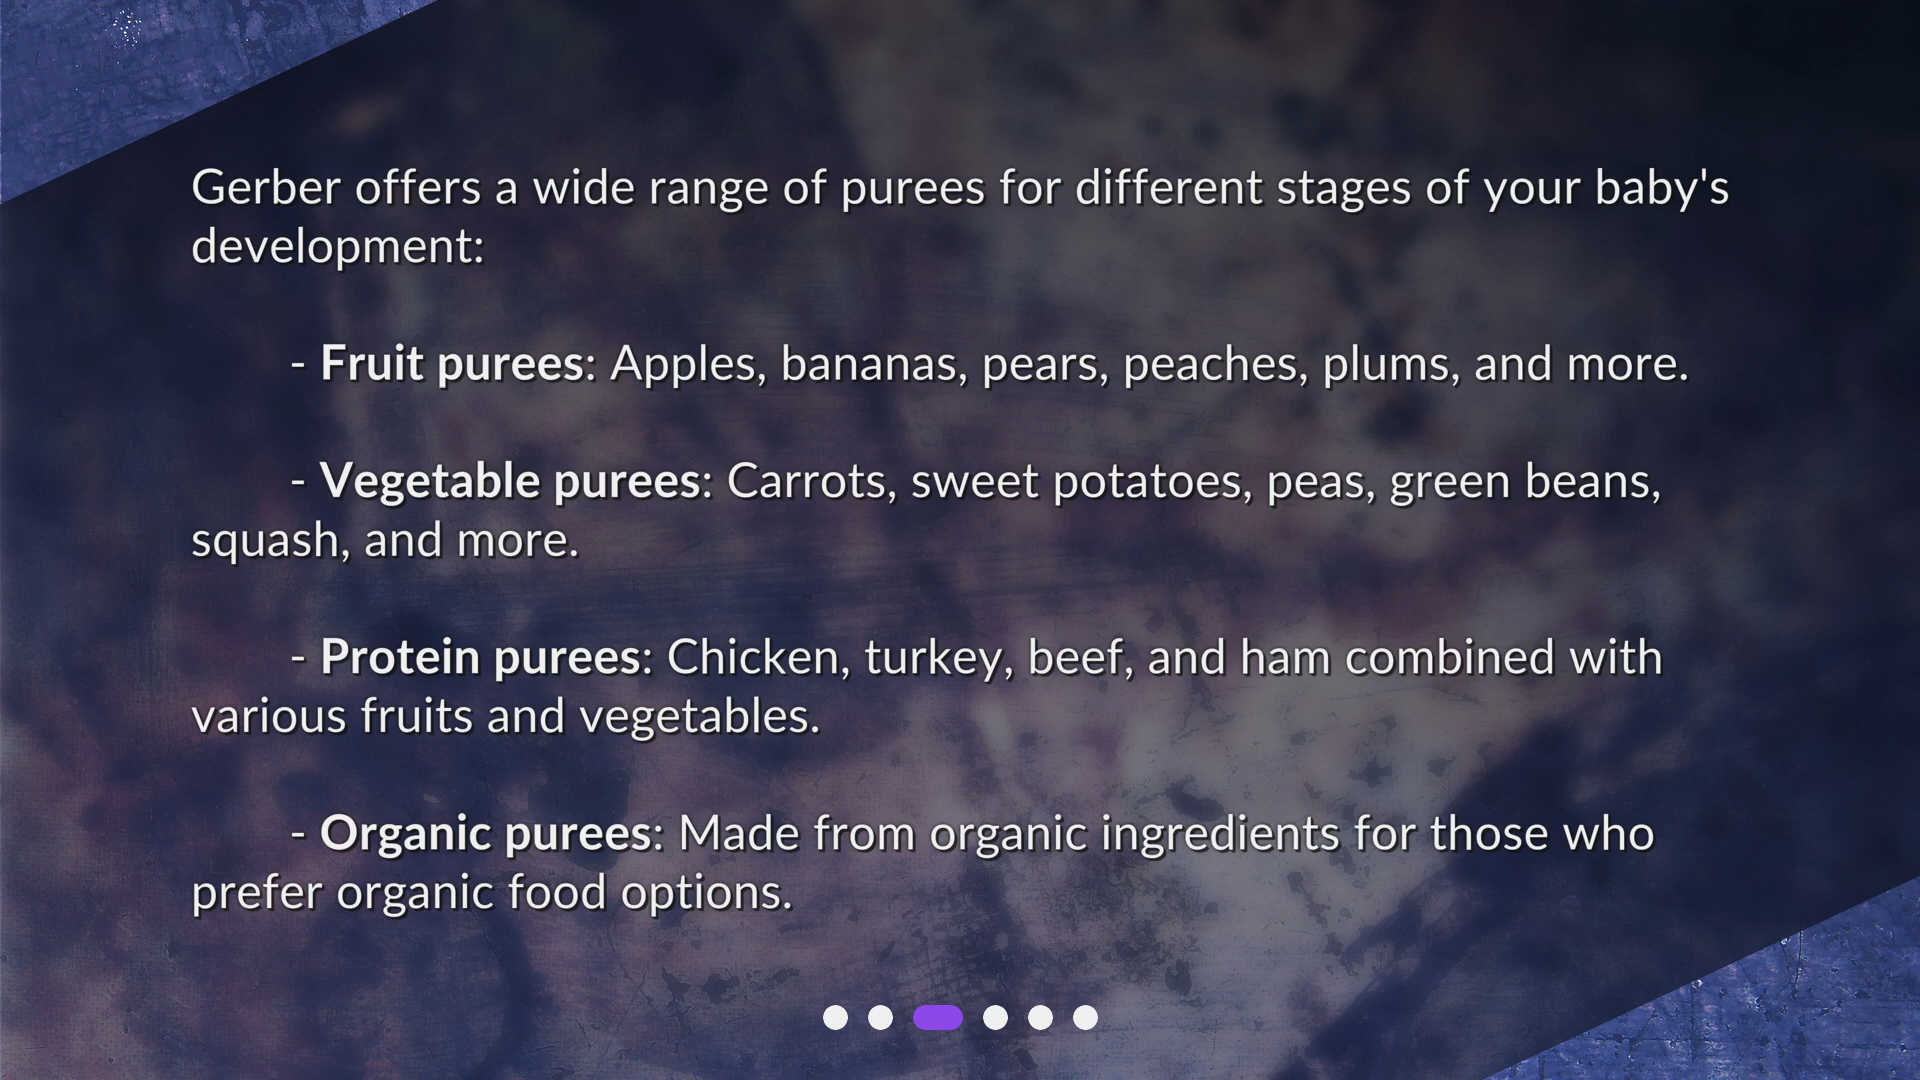 Gerber offers a wide range of purees for different stages of your baby's
development:
- Fruit purees: Apples, bananas, pears, peaches, plums, and more.
- Vegetable purees: Carrots, sweet potatoes, peas, green beans,
squash, and more.
- Protein purees: Chicken, turkey, beef, and ham combined with
various fruits and vegetables.
- Organic purees: Made from organic ingredients for those who
prefer organic food options.